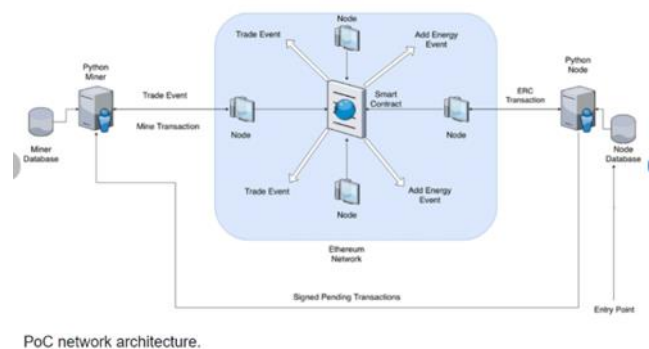 Node
Trade Event
Add Energy
Event
Python
Miner
Python
Node
Trade Event
Smart
Contract
ERC
Transaction
Mine Transaction
Node
Node
Miner
Database
Node
Database
Trade Event
Node
Add Energy
Event
Ethereum
Network
Signed Pending Transactions
Entry Point
PoC network architecture.